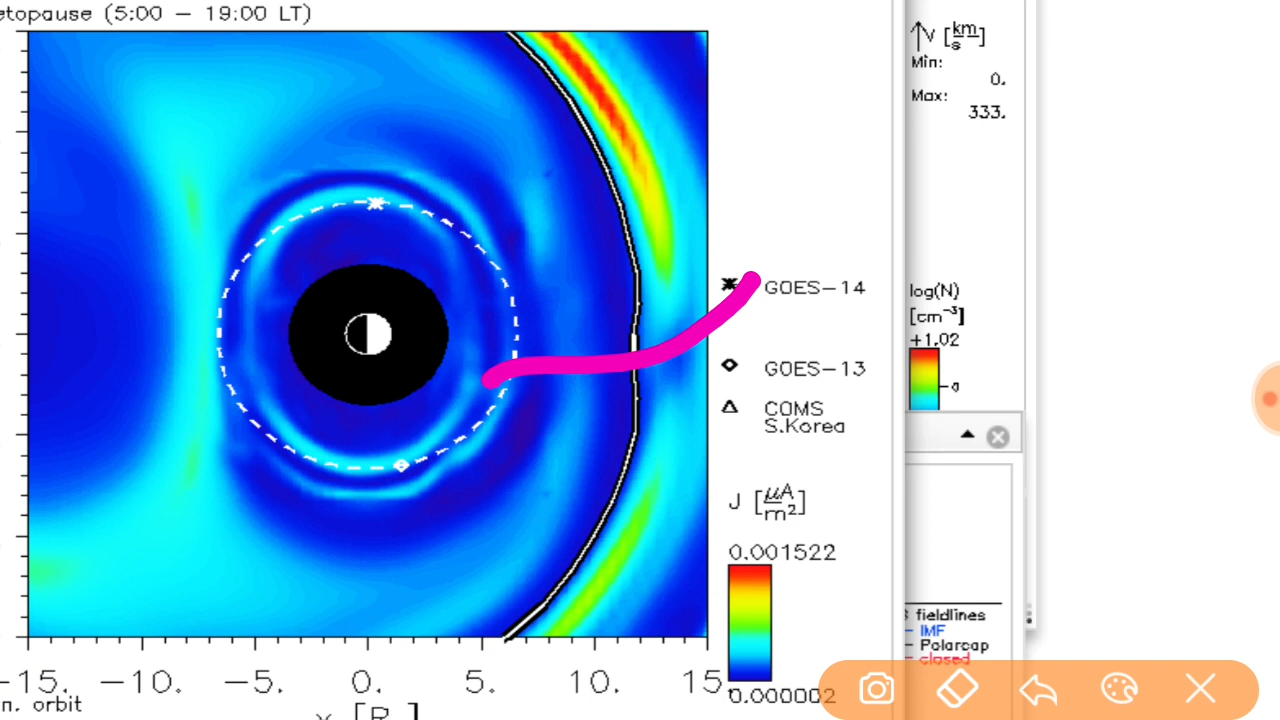 etopause (5:00 – 19:00 LT)
v [km/s]
Min:
0.
Max:
333.
GOES–14
log(N)
[cm⁻³]
+1.02
GOES–13
COMS
S.Korea
J [μA/m²]
0.001522
fieldlines
– IMF
– Polarcap
– closed
0.000002
–15. –10. –5. 0. 5. 10. 15.
n. orbit